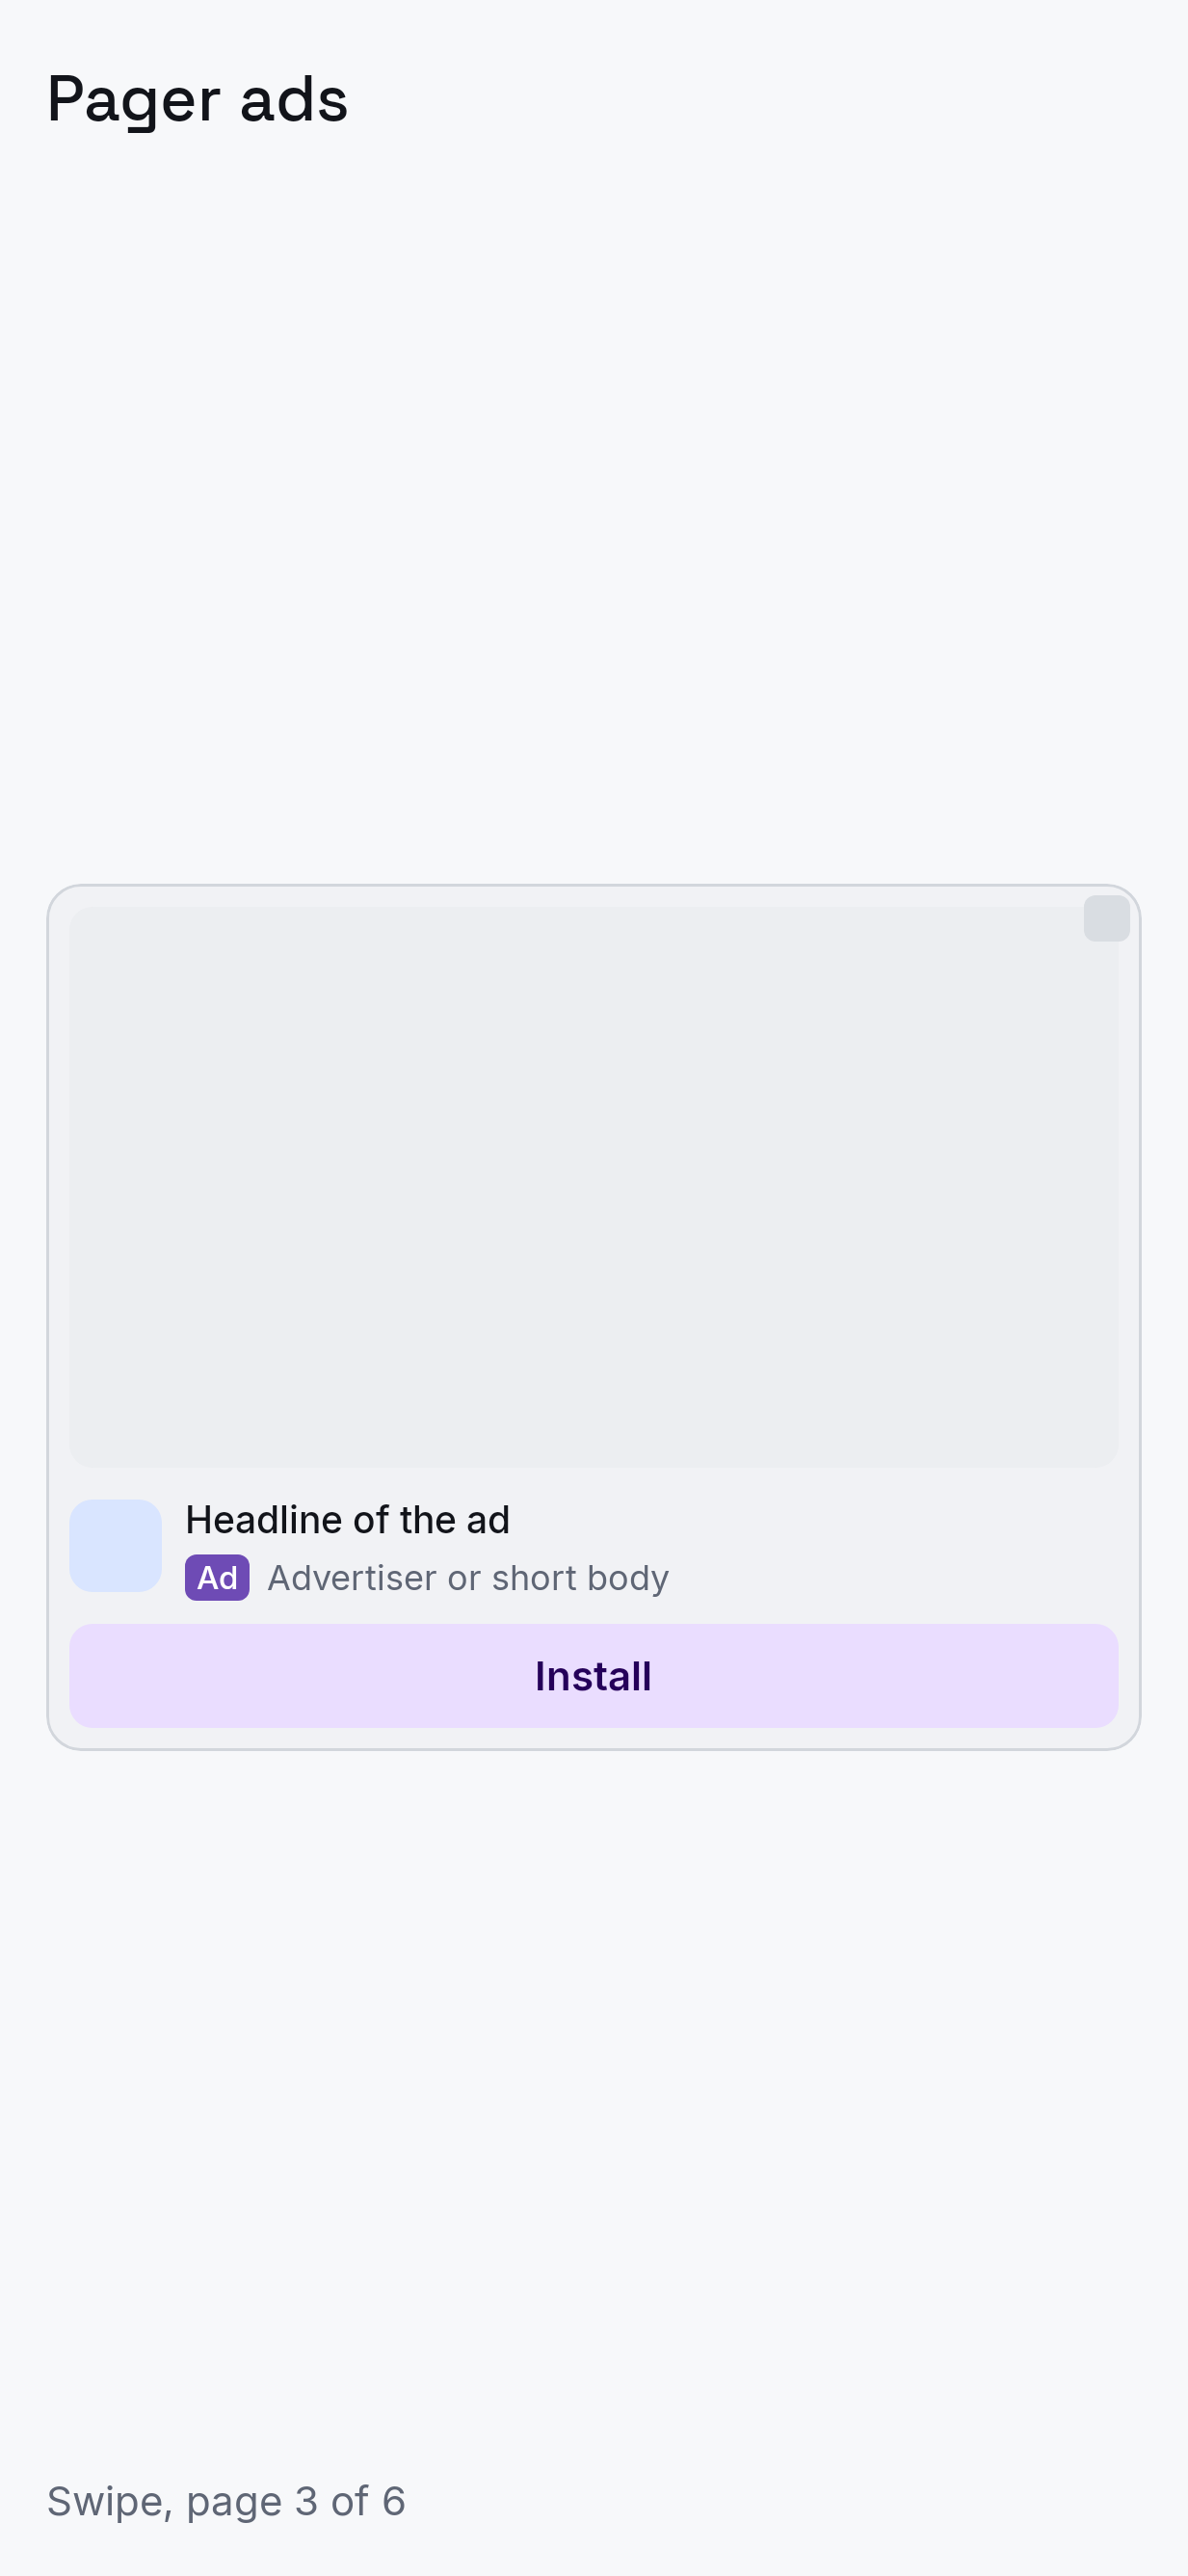 Pager ads
Headline of the ad
Ad Advertiser or short body
Install
Swipe, page 3 of 6